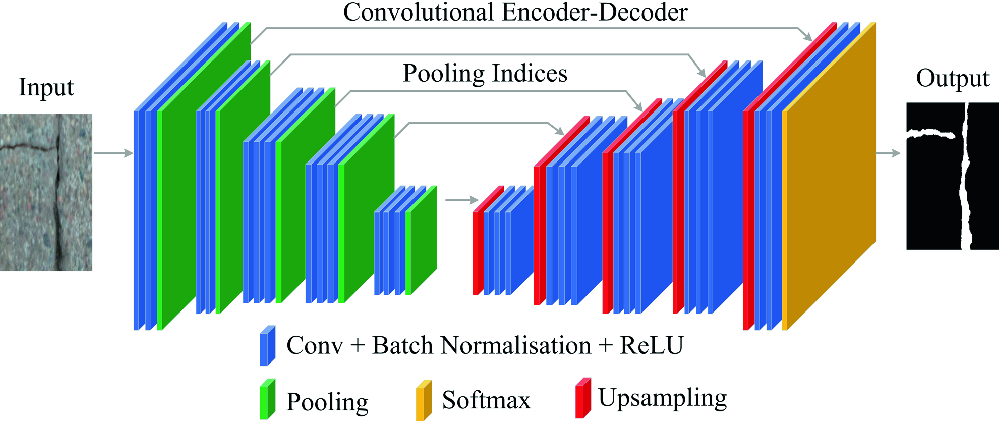 Convolutional Encoder-Decoder
Input
Pooling Indices
Output
Conv + Batch Normalisation + ReLU
Pooling
Softmax
Upsampling